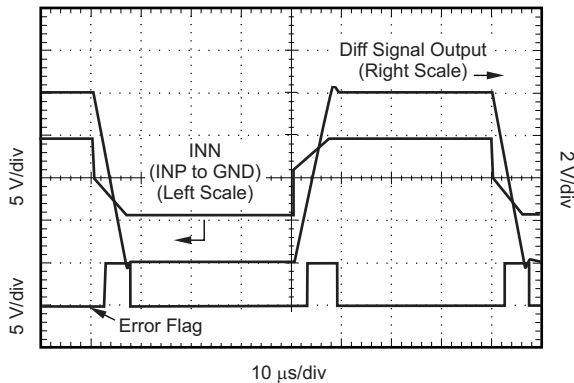 Diff Signal Output
(Right Scale)
INN
(INP to GND)
(Left Scale)
5 V/div
2 V/div
5 V/div
Error Flag
10 μs/div